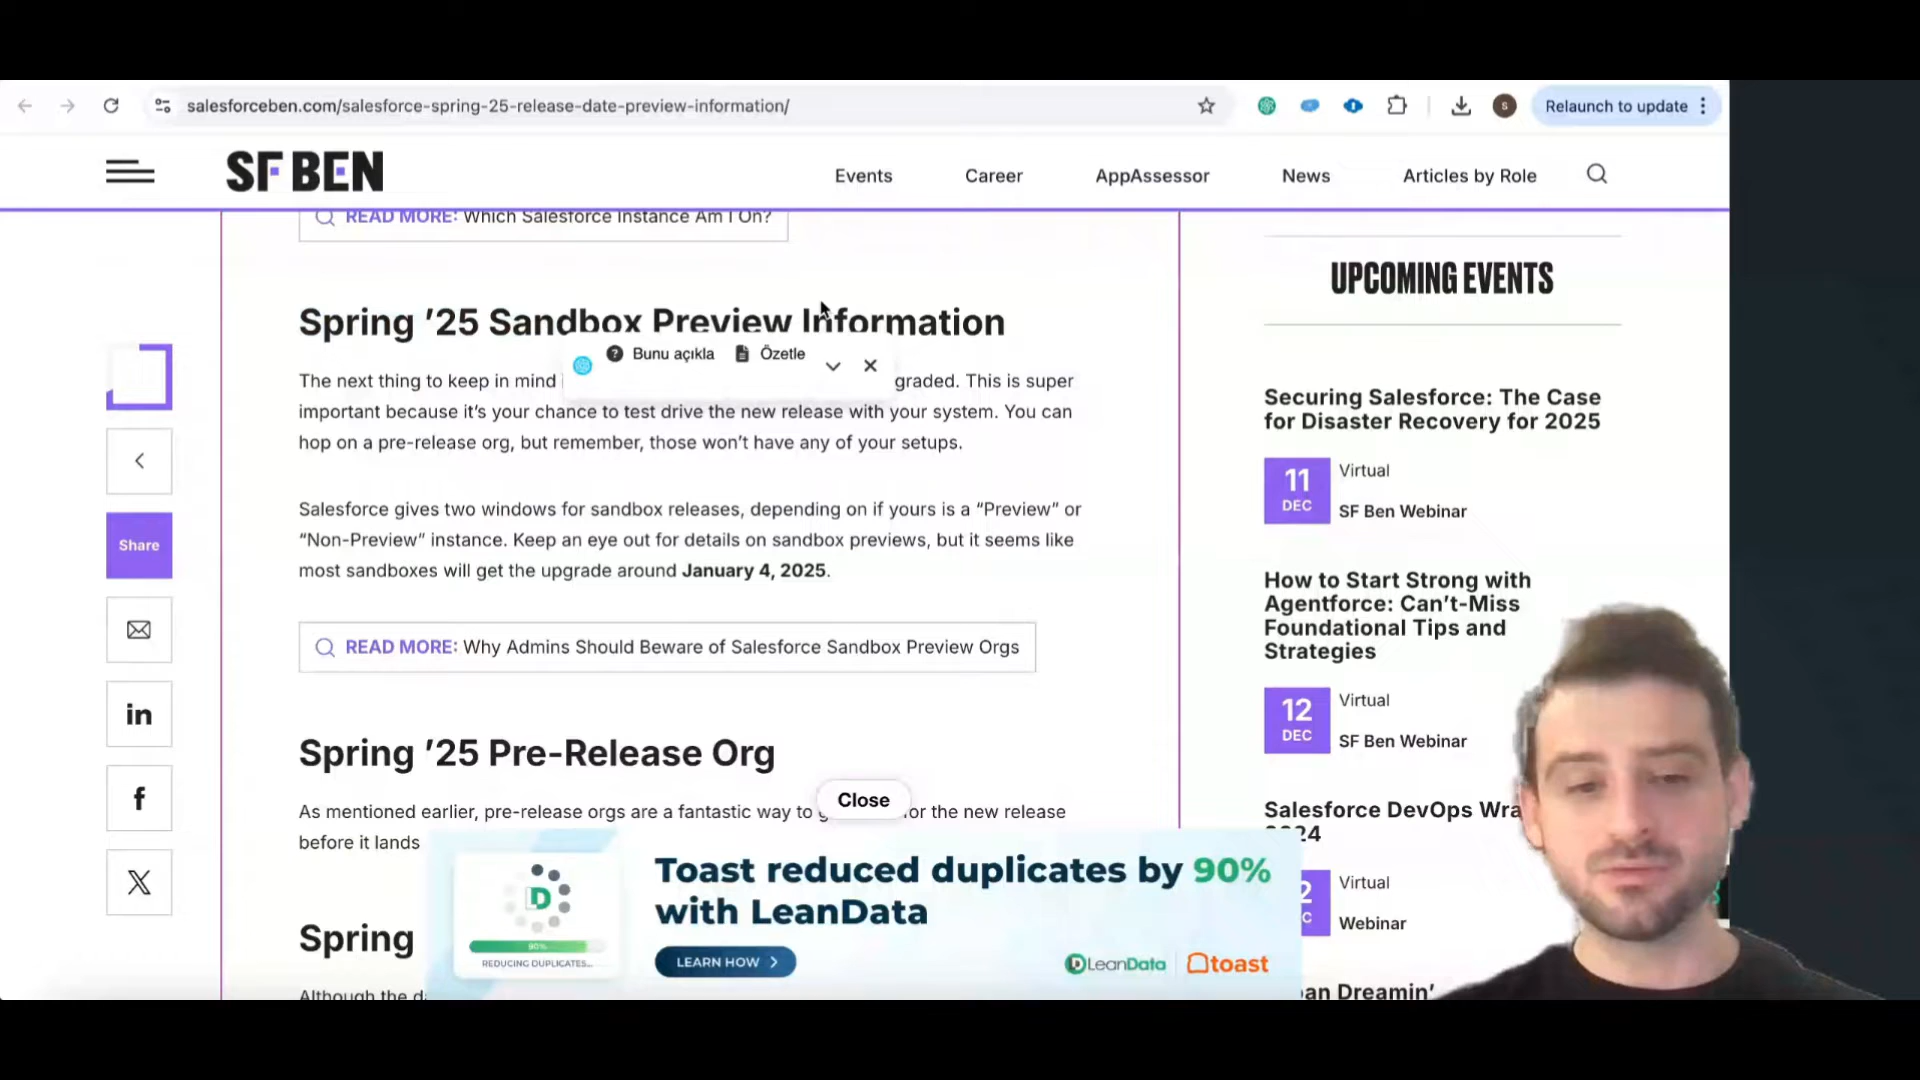 salesforceben.com/salesforce-spring-25-release-date-preview-information/
S
Relaunch to update
SF BEN
Events
Career
AppAssessor
News
Articles by Role
READ MORE: Which Salesforce Instance Am I On?
Spring ’25 Sandbox Preview Information
Bunu açıkla
Özetle
The next thing to keep in mind
graded. This is super
important because it’s your chance to test drive the new release with your system. You can
hop on a pre-release org, but remember, those won’t have any of your setups.
Salesforce gives two windows for sandbox releases, depending on if yours is a “Preview” or
“Non-Preview” instance. Keep an eye out for details on sandbox previews, but it seems like
most sandboxes will get the upgrade around January 4, 2025.
READ MORE: Why Admins Should Beware of Salesforce Sandbox Preview Orgs
Spring ’25 Pre-Release Org
As mentioned earlier, pre-release orgs are a fantastic way to
for the new release
before it lands
Spring
Although the
Share
in
f
X
Close
Toast reduced duplicates by 90%
with LeanData
D
90%
REDUCING DUPLICATES...
LEARN HOW
LeanData
toast
UPCOMING EVENTS
Securing Salesforce: The Case
for Disaster Recovery for 2025
11
DEC
Virtual
SF Ben Webinar
How to Start Strong with
Agentforce: Can’t-Miss
Foundational Tips and
Strategies
12
DEC
Virtual
SF Ben Webinar
Salesforce DevOps
Virtual
Webinar
Dreamin’